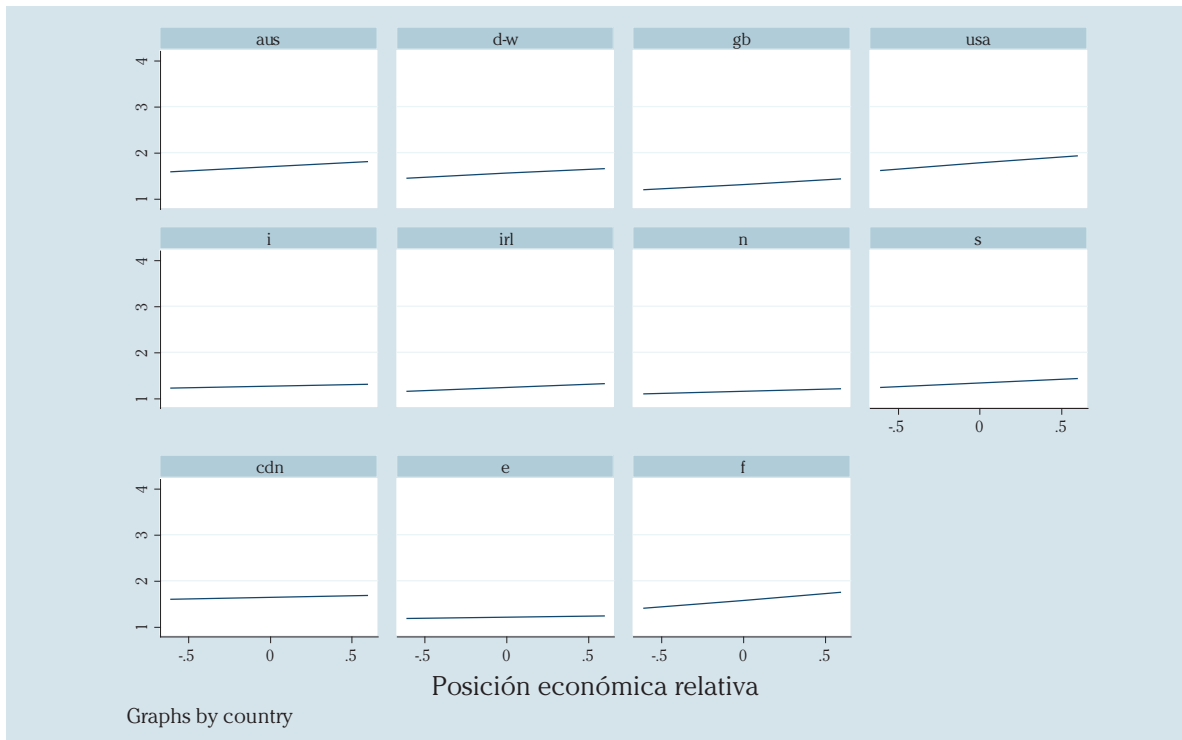 aus d-w gb usa
4
3
2
1
i irl n s
4
3
2
1
-.5 0 .5
cdn e f
4
3
2
1
-.5 0 .5 -.5 0 .5 -.5 0 .5
Posición económica relativa
Graphs by country